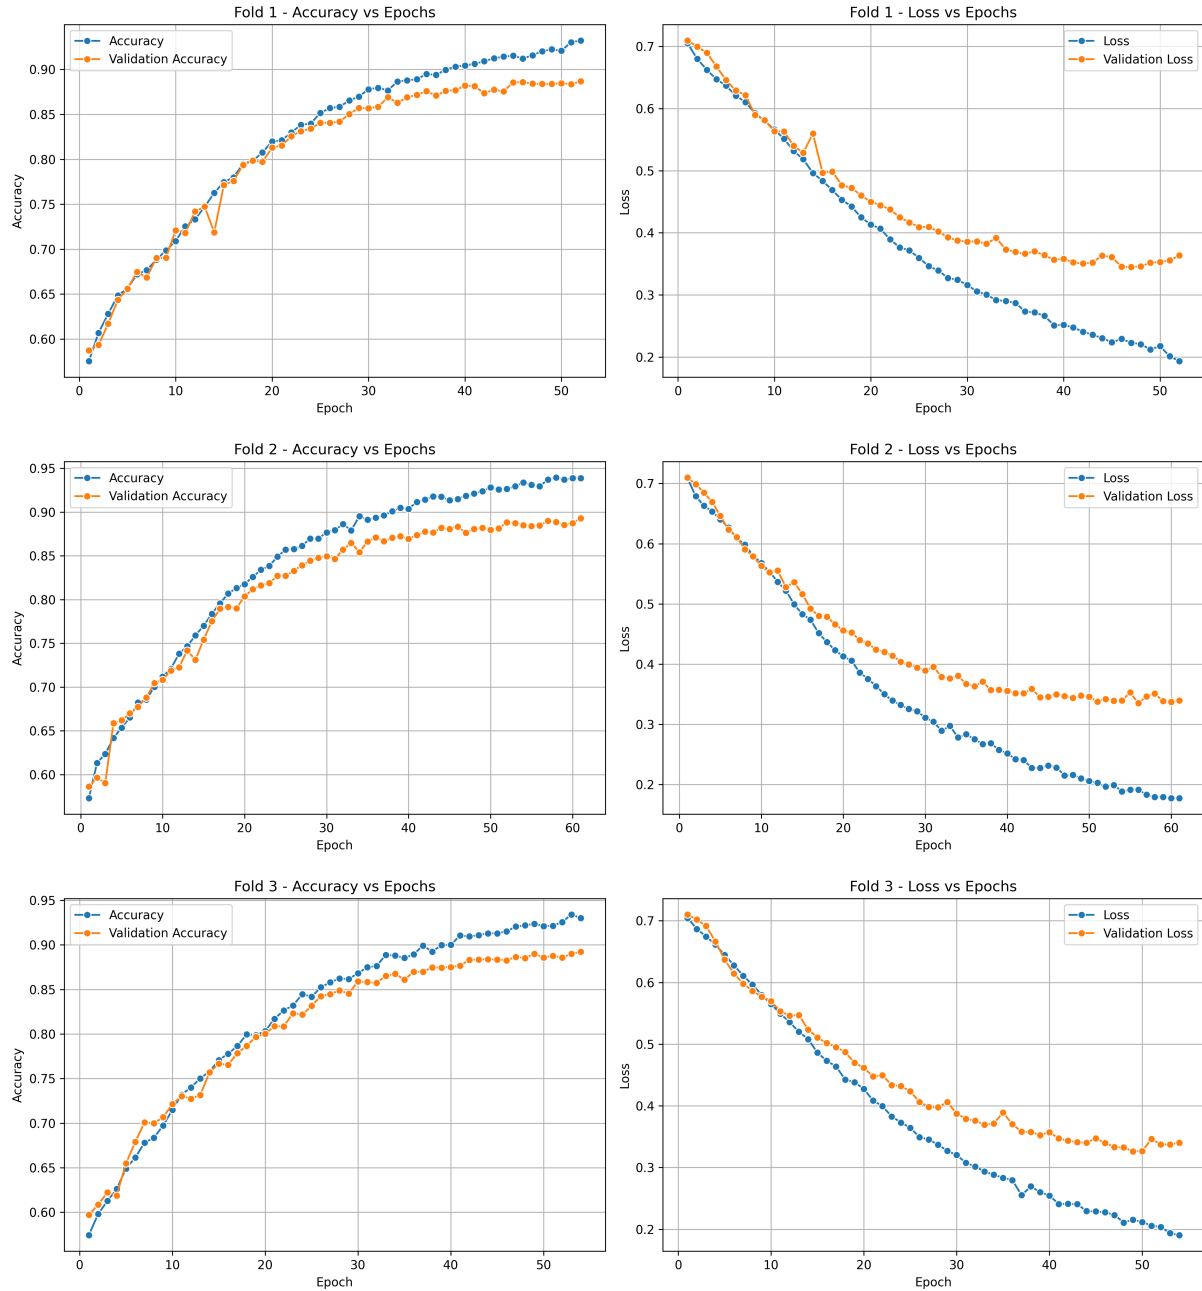 Fold 1 - Accuracy vs Epochs
Accuracy
Validation Accuracy
0.90
0.85
0.80
0.75
0.70
0.65
0.60
Accuracy
0 10 20 30 40 50
Epoch
Fold 1 - Loss vs Epochs
Loss
Validation Loss
0.7
0.6
0.5
0.4
0.3
0.2
Loss
0 10 20 30 40 50
Epoch
Fold 2 - Accuracy vs Epochs
Accuracy
Validation Accuracy
0.95
0.90
0.85
0.80
0.75
0.70
0.65
0.60
Accuracy
0 10 20 30 40 50 60
Epoch
Fold 2 - Loss vs Epochs
Loss
Validation Loss
0.7
0.6
0.5
0.4
0.3
0.2
Loss
0 10 20 30 40 50 60
Epoch
Fold 3 - Accuracy vs Epochs
Accuracy
Validation Accuracy
0.95
0.90
0.85
0.80
0.75
0.70
0.65
0.60
Accuracy
0 10 20 30 40 50
Epoch
Fold 3 - Loss vs Epochs
Loss
Validation Loss
0.7
0.6
0.5
0.4
0.3
0.2
Loss
0 10 20 30 40 50
Epoch